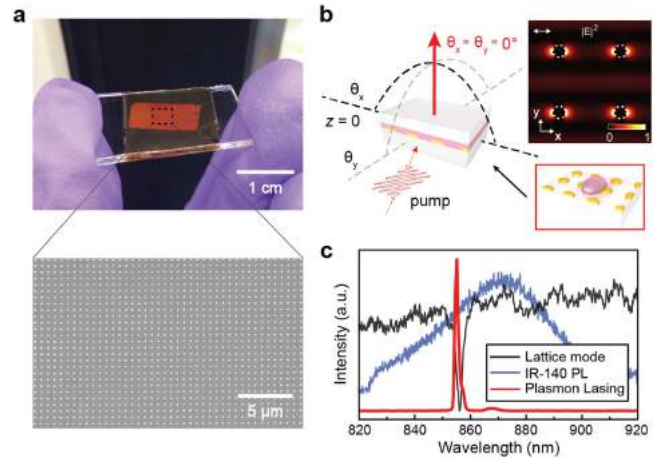 a
1 cm
5 μm
b
θx = θy = 0°
θx
z = 0
θy
pump
|E|²
y
x
0 1
c
Intensity (a.u.)
Lattice mode
IR-140 PL
Plasmon Lasing
820 840 860 880 900 920
Wavelength (nm)